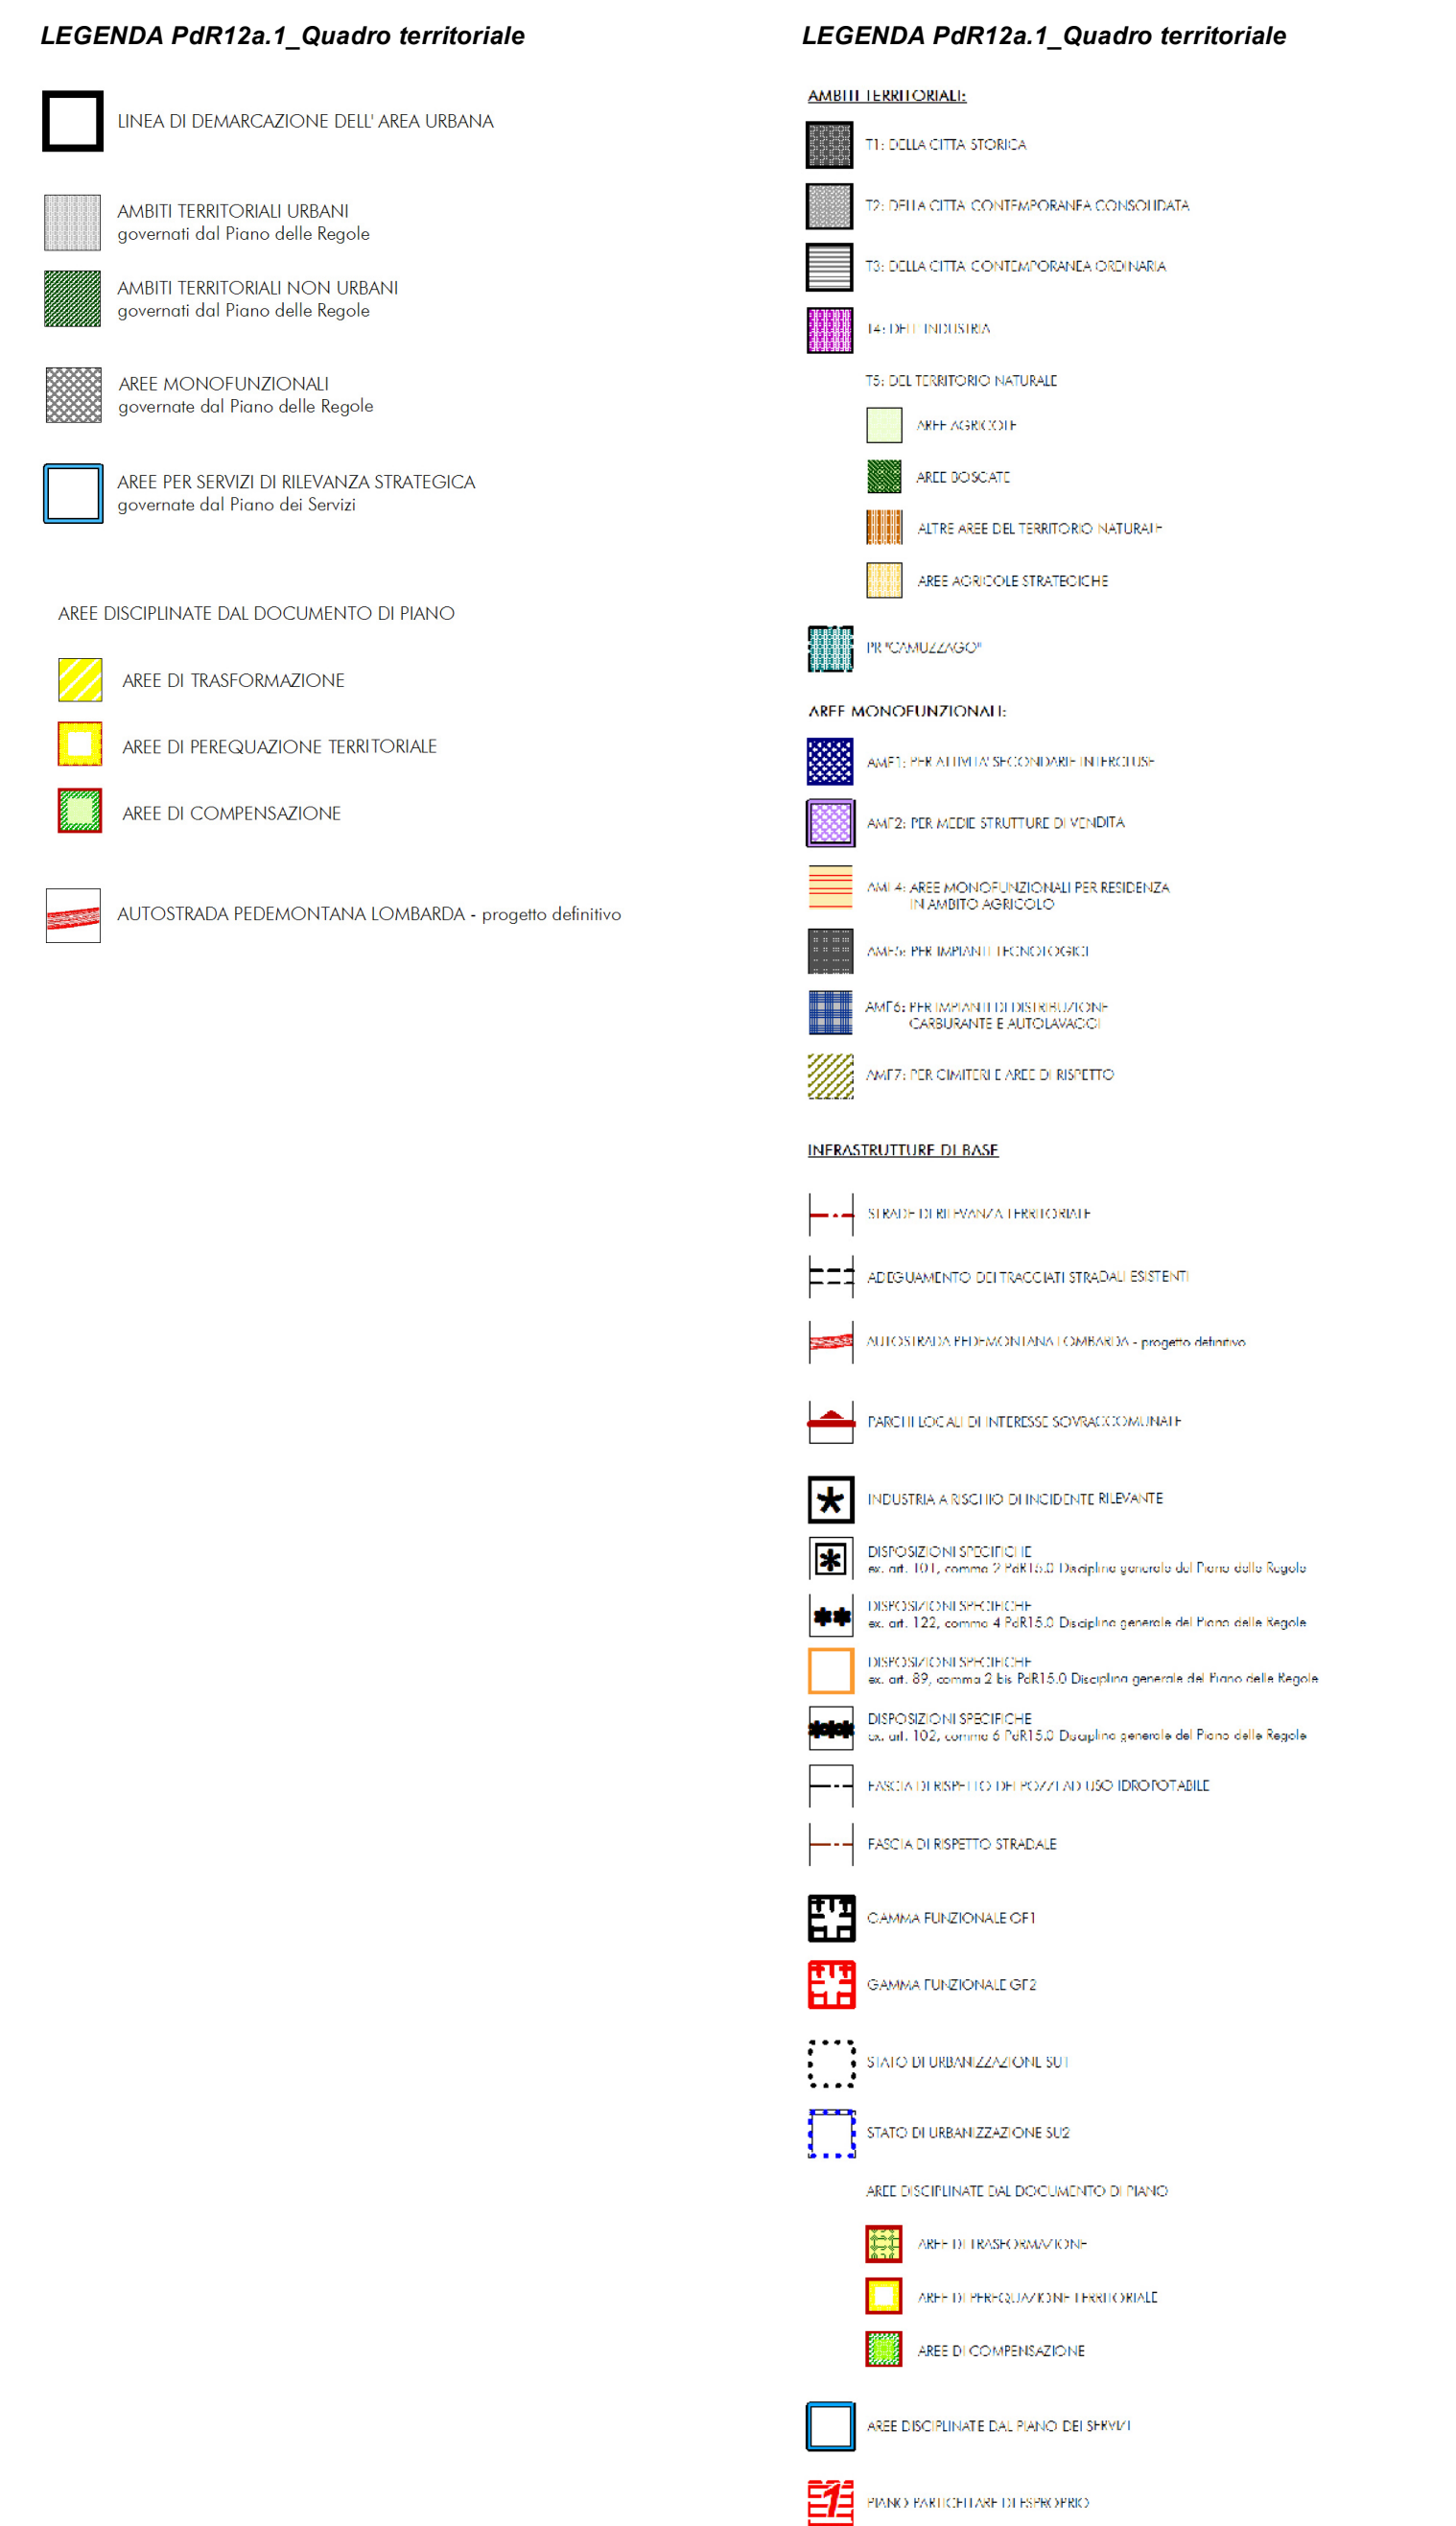 LEGENDA PdR12a.1_Quadro territoriale
LINEA DI DEMARCAZIONE DELL' AREA URBANA
AMBITI TERRITORIALI URBANI
governati dal Piano delle Regole
AMBITI TERRITORIALI NON URBANI
governati dal Piano delle Regole
AREE MONOFUNZIONALI
governate dal Piano delle Regole
AREE PER SERVIZI DI RILEVANZA STRATEGICA
governate dal Piano dei Servizi
AREE DISCIPLINATE DAL DOCUMENTO DI PIANO
AREE DI TRASFORMAZIONE
AREE DI PEREQUAZIONE TERRITORIALE
AREE DI COMPENSAZIONE
AUTOSTRADA PEDEMONTANA LOMBARDA - progetto definitivo
LEGENDA PdR12a.1_Quadro territoriale
AMBITI TERRITORIALI:
T1: DELLA CITTA STORICA
T2: DELLA CITTA CONTEMPORANEA CONSOLIDATA
T3: DELLA CITTA CONTEMPORANEA ORDINARIA
T4: DELL'INDUSTRIA
T5: DEL TERRITORIO NATURALE
AREE AGRICOLE
AREE BOSCATE
ALTRE AREE DEL TERRITORIO NATURALE
AREE AGRICOLE STRATEGICHE
PR "CAMUZZAGO"
AREE MONOFUNZIONALI:
AMF1: PER ATTIVITA' SECONDARIE INTERCLUSE
AMF2: PER MEDIE STRUTTURE DI VENDITA
AMF4: AREE MONOFUNZIONALI PER RESIDENZA
IN AMBITO AGRICOLO
AMF5: PER IMPIANTI TECNOLOGICI
AMF6: PER IMPIANTI DI DISTRIBUZIONE
CARBURANTE E AUTOLAVAGGI
AMF7: PER CIMITERI E AREE DI RISPETTO
INFRASTRUTTURE DI BASE
STRADE DI RILEVANZA TERRITORIALE
ADEGUAMENTO DEI TRACCIATI STRADALI ESISTENTI
AUTOSTRADA PEDEMONTANA LOMBARDA - progetto definitivo
PARCHI LOCALI DI INTERESSE SOVRACCOMUNALE
INDUSTRIA A RISCHIO DI INCIDENTE RILEVANTE
DISPOSIZIONI SPECIFICHE
ex. art. 101, comma 2 PdR15.0 Disciplina generale del Piano delle Regole
DISPOSIZIONI SPECIFICHE
ex. art. 122, comma 4 PdR15.0 Disciplina generale del Piano delle Regole
DISPOSIZIONI SPECIFICHE
ex. art. 89, comma 2 bis PdR15.0 Disciplina generale del Piano delle Regole
DISPOSIZIONI SPECIFICHE
ex. art. 102, comma 6 PdR15.0 Disciplina generale del Piano delle Regole
FASCIA DI RISPETTO DEI POZZI AD USO IDROPOTABILE
FASCIA DI RISPETTO STRADALE
GAMMA FUNZIONALE GF1
GAMMA FUNZIONALE GF2
STATO DI URBANIZZAZIONE SU1
STATO DI URBANIZZAZIONE SU2
AREE DISCIPLINATE DAL DOCUMENTO DI PIANO
AREE DI TRASFORMAZIONE
AREE DI PEREQUAZIONE TERRITORIALE
AREE DI COMPENSAZIONE
AREE DISCIPLINATE DAL PIANO DEI SERVIZI
1
PIANO PARTICELLARE DI ESPROPRIO